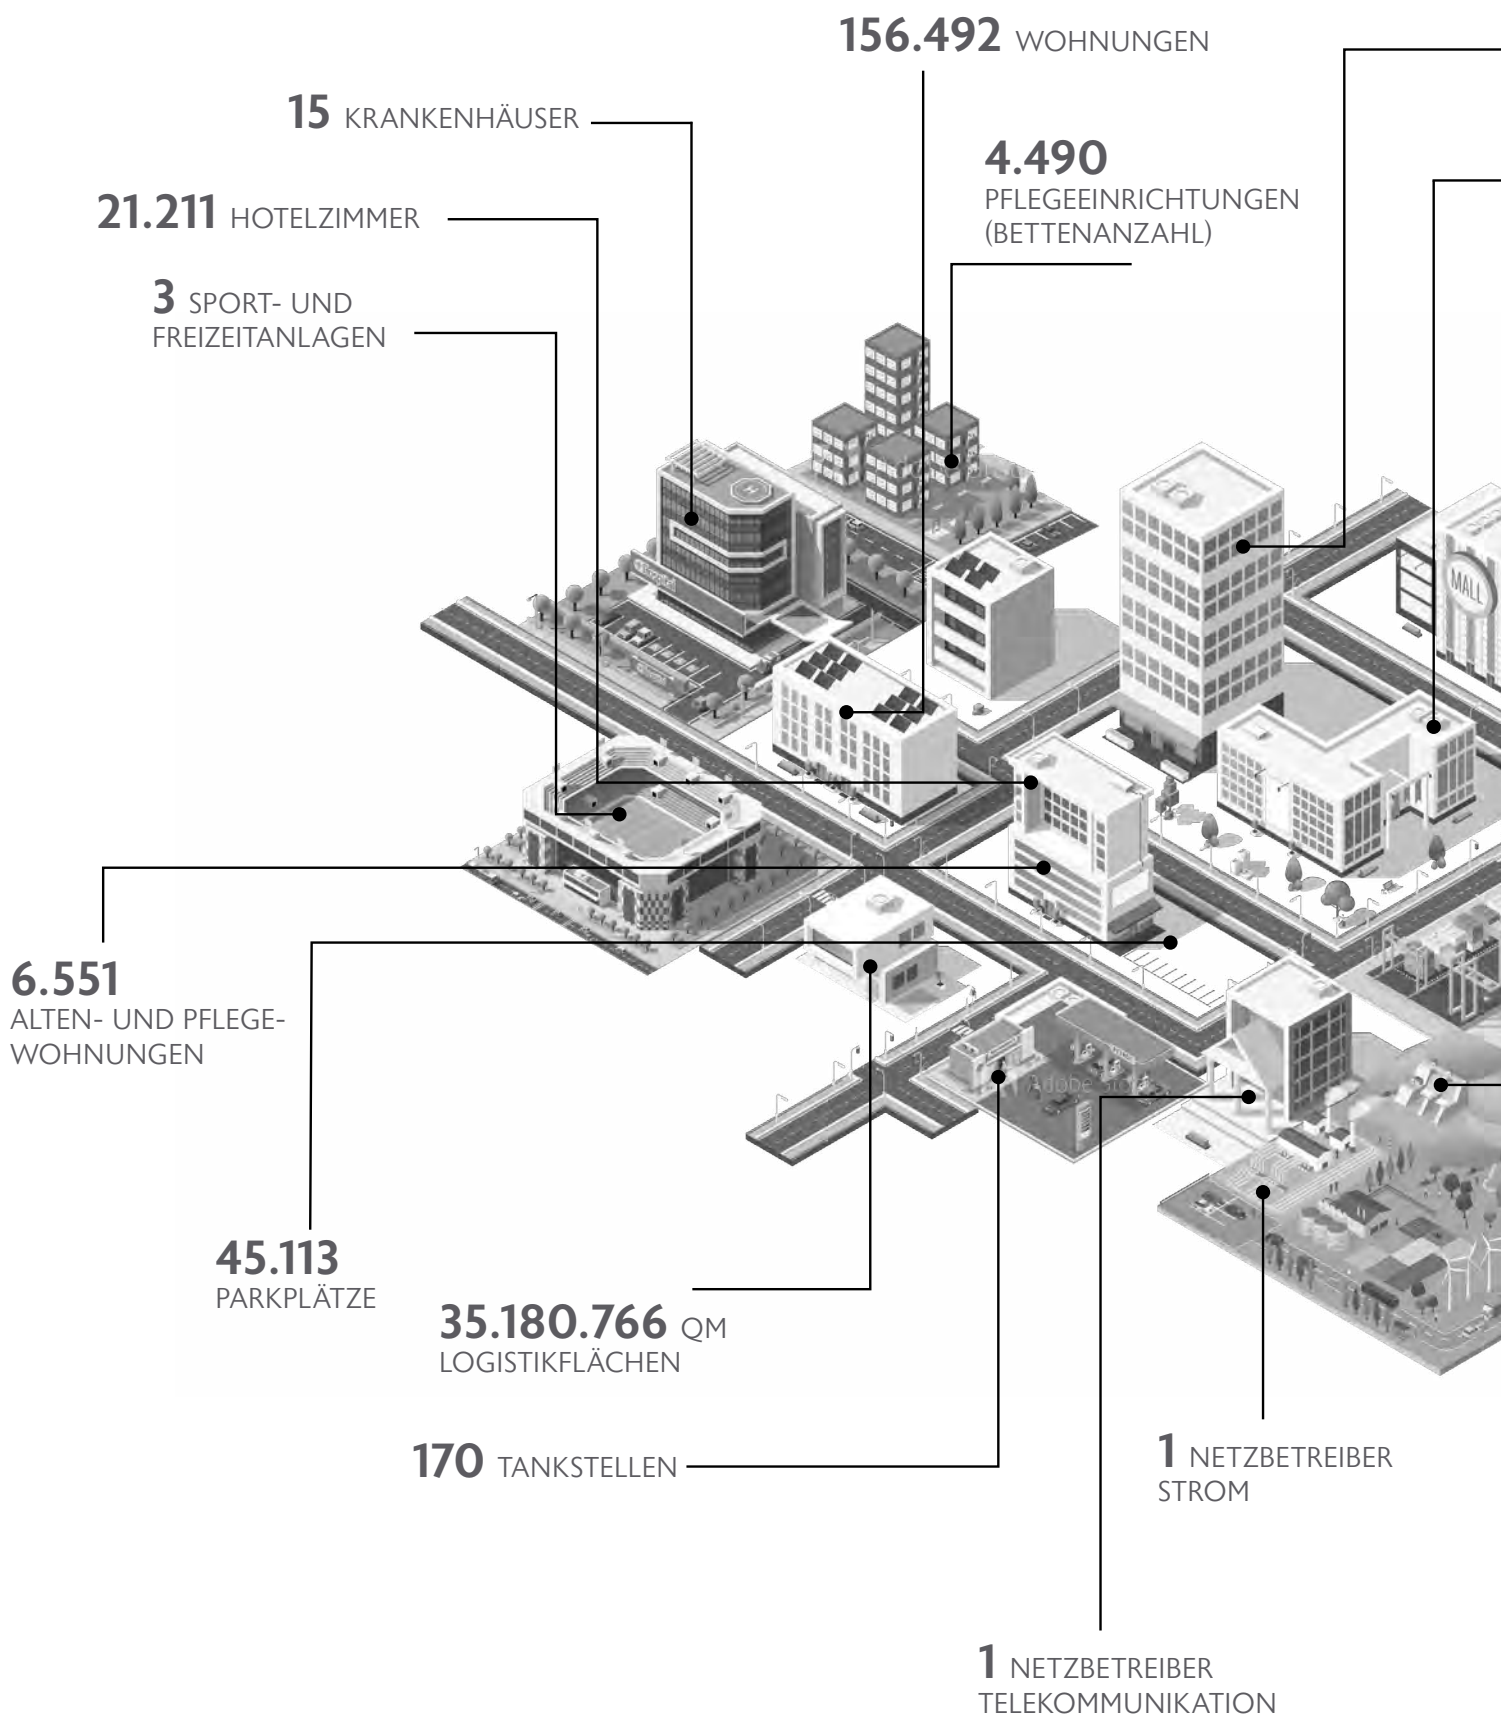 156.492 WOHNUNGEN
15 KRANKENHÄUSER
4.490
PFLEGEEINRICHTUNGEN
(BETTENANZAHL)
21.211 HOTELZIMMER
3 SPORT- UND
FREIZEITANLAGEN
H
Hospital
MALL
6.551
ALTEN- UND PFLEGE-
WOHNUNGEN
45.113
PARKPLÄTZE
35.180.766 QM
LOGISTIKFLÄCHEN
170 TANKSTELLEN
1 NETZBETREIBER
STROM
1 NETZBETREIBER
TELEKOMMUNIKATION